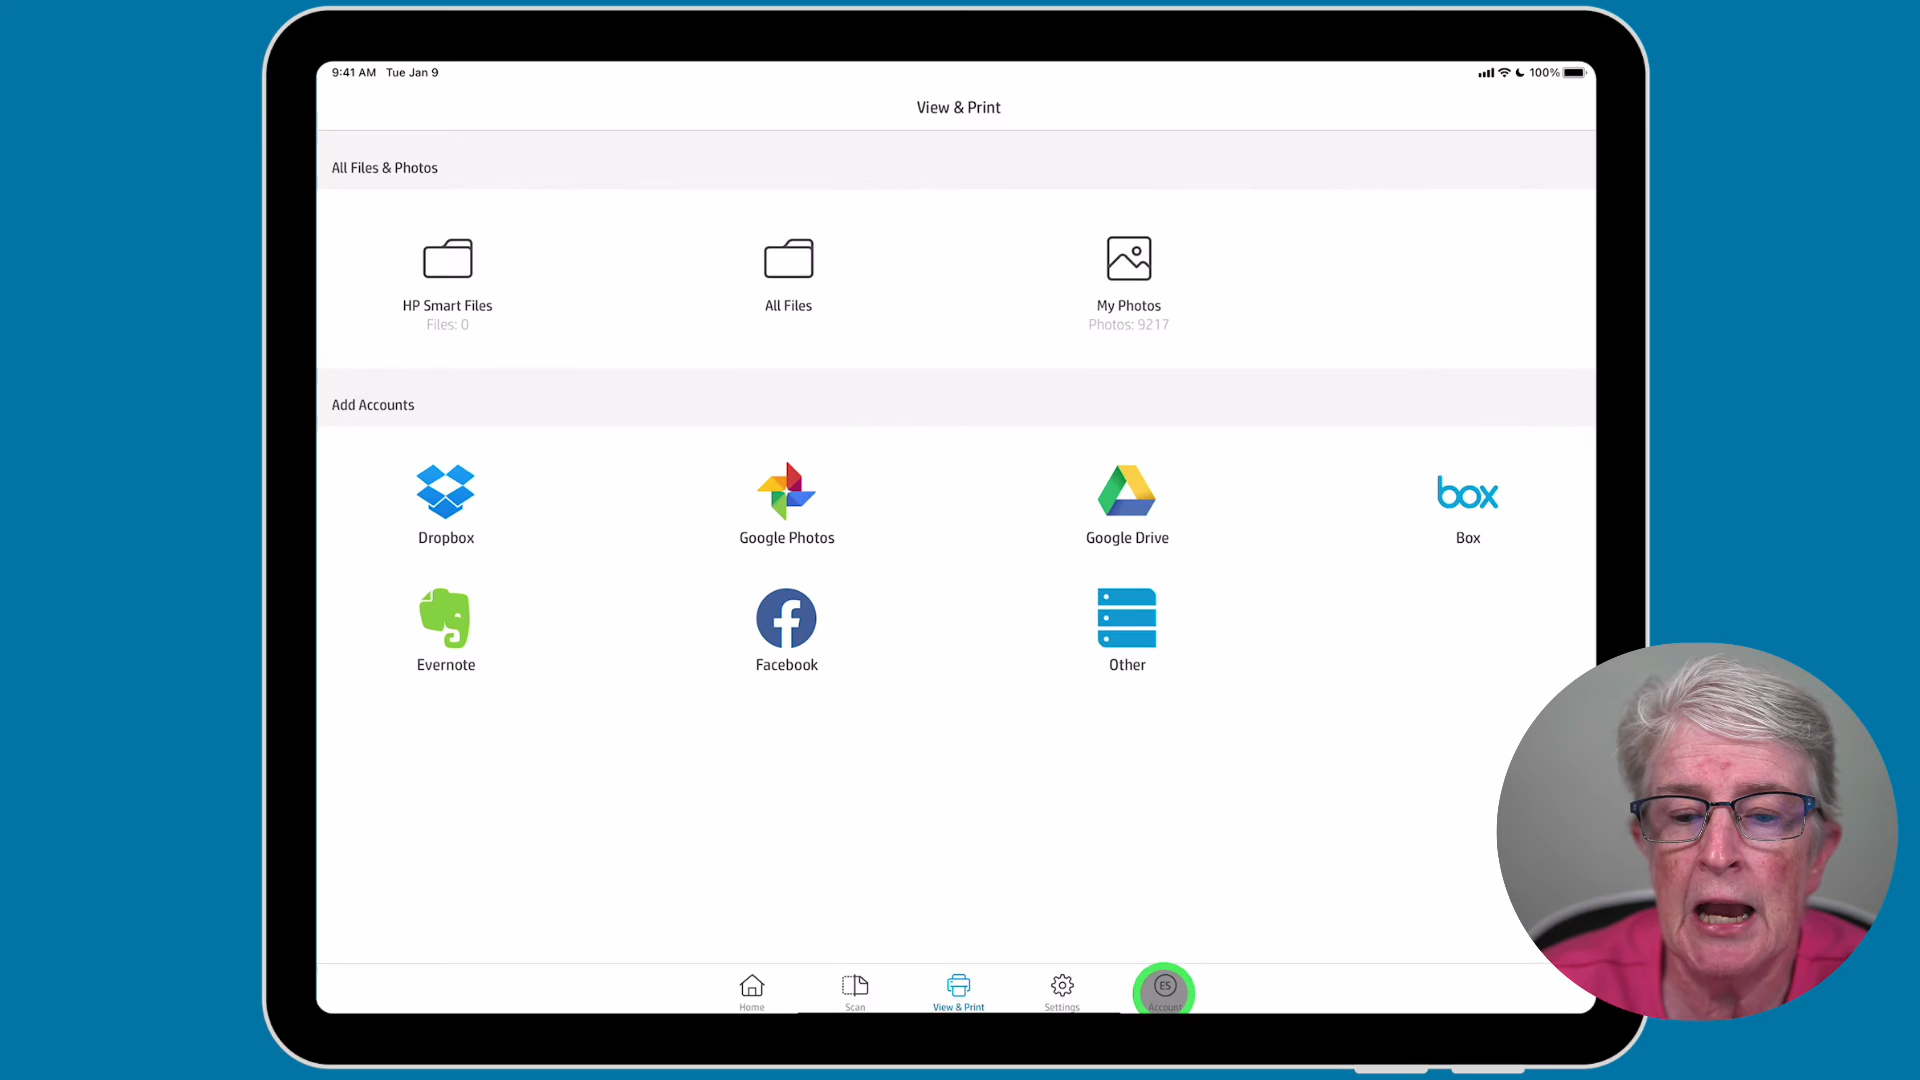 9:41 AM Tue Jan 9
100%
View & Print
All Files & Photos
HP Smart Files
Files: 0
All Files
My Photos
Photos: 9217
Add Accounts
Dropbox
Google Photos
Google Drive
box
Box
Evernote
Facebook
Other
Home
Scan
View & Print
Settings
ES
Account